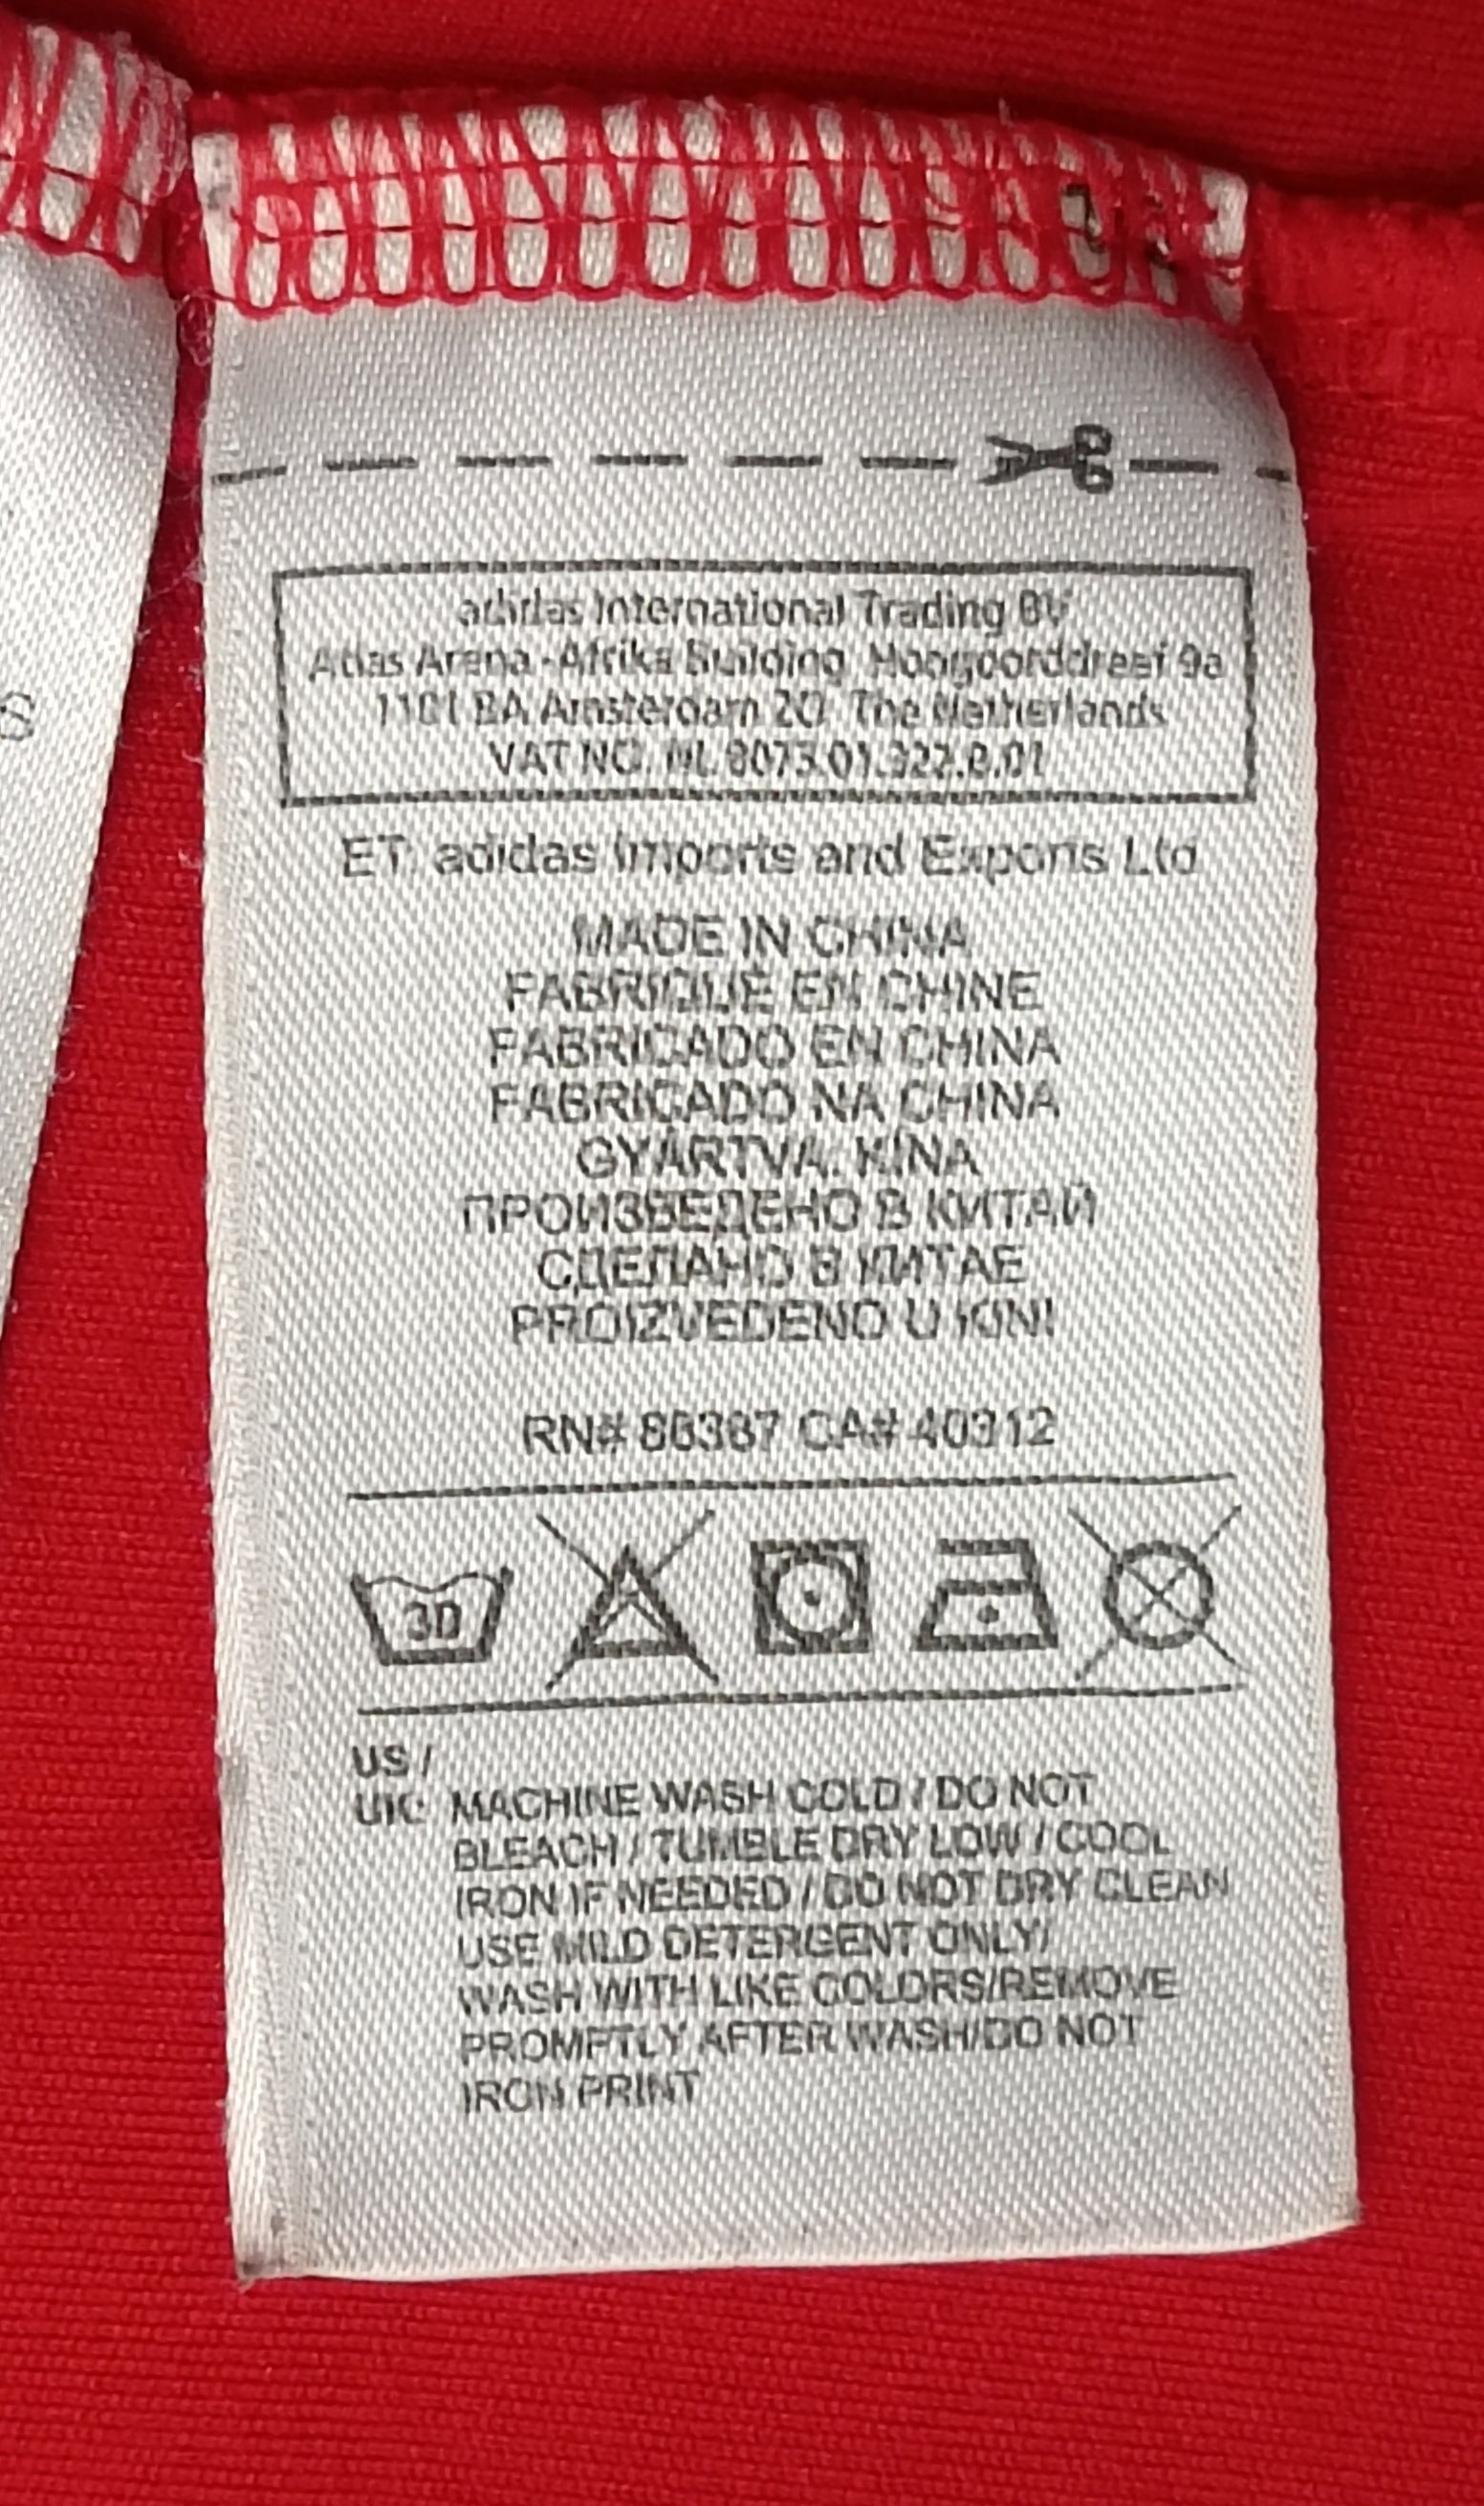 adidas International Trading BV
Atlas Arena - Afrika Building, Hoogoorddreef 9a
1101 BA Amsterdam ZO The Netherlands
VAT NO. NL 8073.01.322.B.01
ET: adidas Imports and Exports Ltd
MADE IN CHINA
FABRIQUÉ EN CHINE
FABRICADO EN CHINA
FABRICADO NA CHINA
GYÁRTVA: KÍNA
ПРОИЗВЕДЕНО В КИТАЙ
СДЕЛАНО В КИТАЕ
PROIZVEDENO U KINI
RN# 88387 CA# 40312
30
US /
UK: MACHINE WASH COLD / DO NOT
BLEACH / TUMBLE DRY LOW / COOL
IRON IF NEEDED / DO NOT DRY CLEAN
USE MILD DETERGENT ONLY/
WASH WITH LIKE COLORS/REMOVE
PROMPTLY AFTER WASH/DO NOT
IRON PRINT